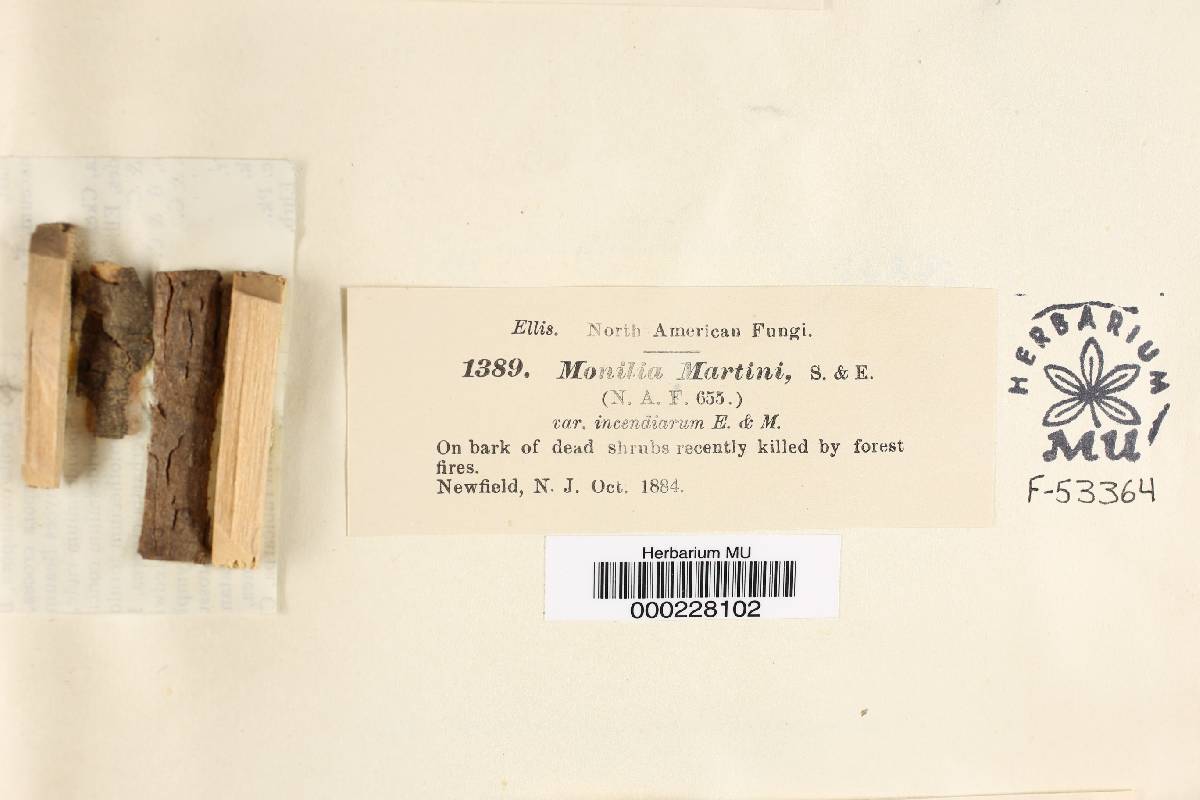 Ellis. North American Fungi.
1389. Monilia Martini, S. & E.
(N. A. F. 655.)
var. incendiarum E. & M.
On bark of dead shrubs recently killed by forest
fires.
Newfield, N. J. Oct. 1884.
HERBARIUM
MU
F-53364
Herbarium MU
000228102